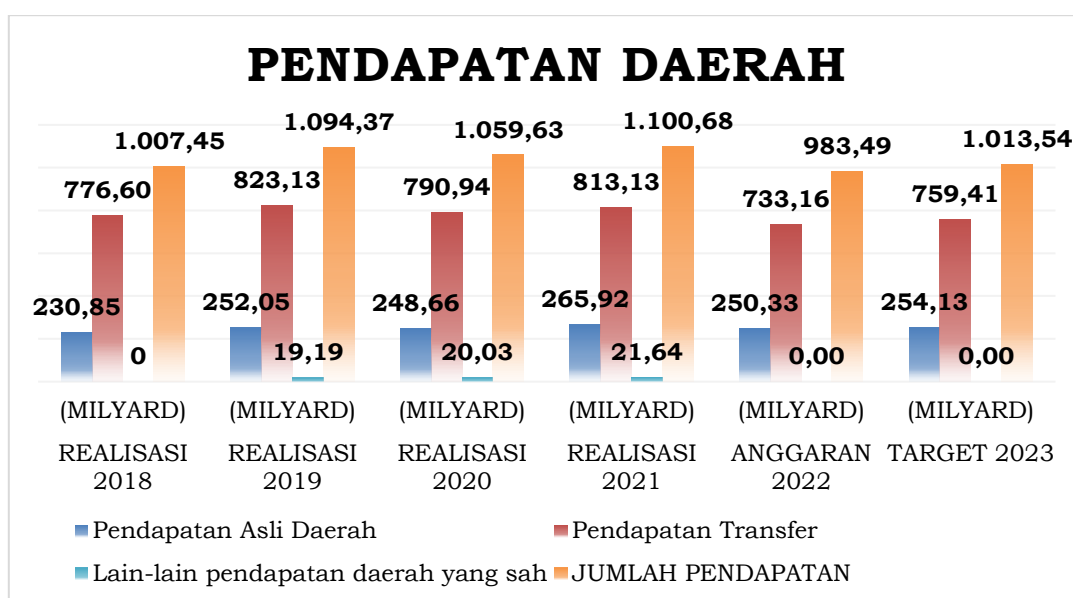 PENDAPATAN DAERAH
1.007,45 1.094,37 1.059,63 1.100,68 983,49 1.013,54
776,60 823,13 790,94 813,13 733,16 759,41
230,85 252,05 248,66 265,92 250,33 254,13
0 19,19 20,03 21,64 0,00 0,00
(MILYARD) (MILYARD) (MILYARD) (MILYARD) (MILYARD) (MILYARD)
REALISASI REALISASI REALISASI REALISASI ANGGARAN TARGET 2023
2018 2019 2020 2021 2022
Pendapatan Asli Daerah Pendapatan Transfer
Lain-lain pendapatan daerah yang sah JUMLAH PENDAPATAN